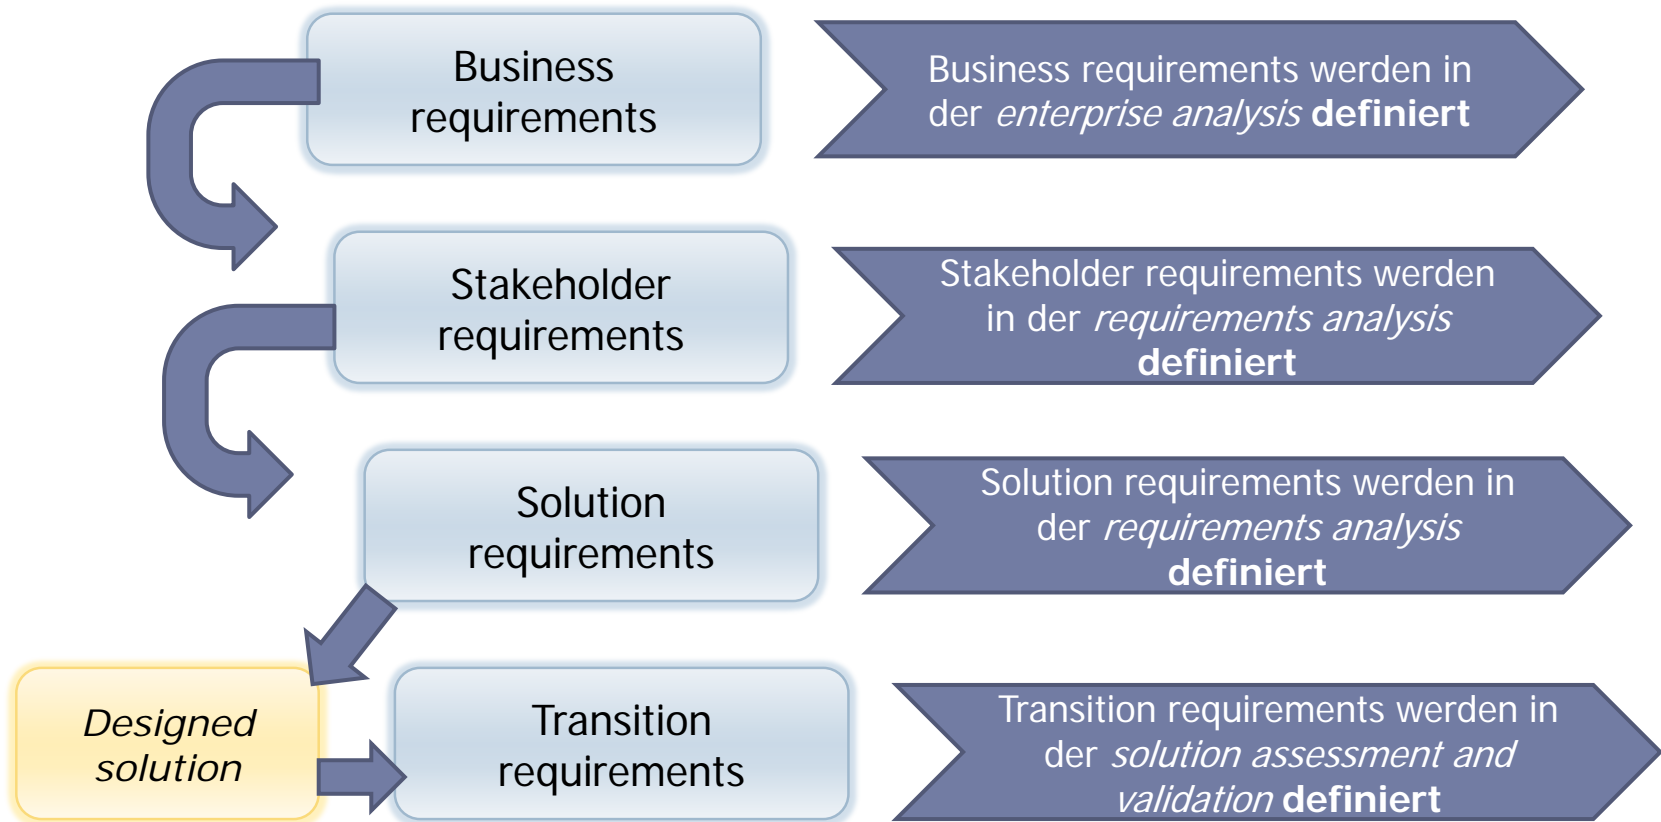 Business
requirements
Business requirements werden in
der enterprise analysis definiert
Stakeholder
requirements
Stakeholder requirements werden
in der requirements analysis
definiert
Solution
requirements
Solution requirements werden in
der requirements analysis
definiert
Designed
solution
Transition
requirements
Transition requirements werden in
der solution assessment and
validation definiert